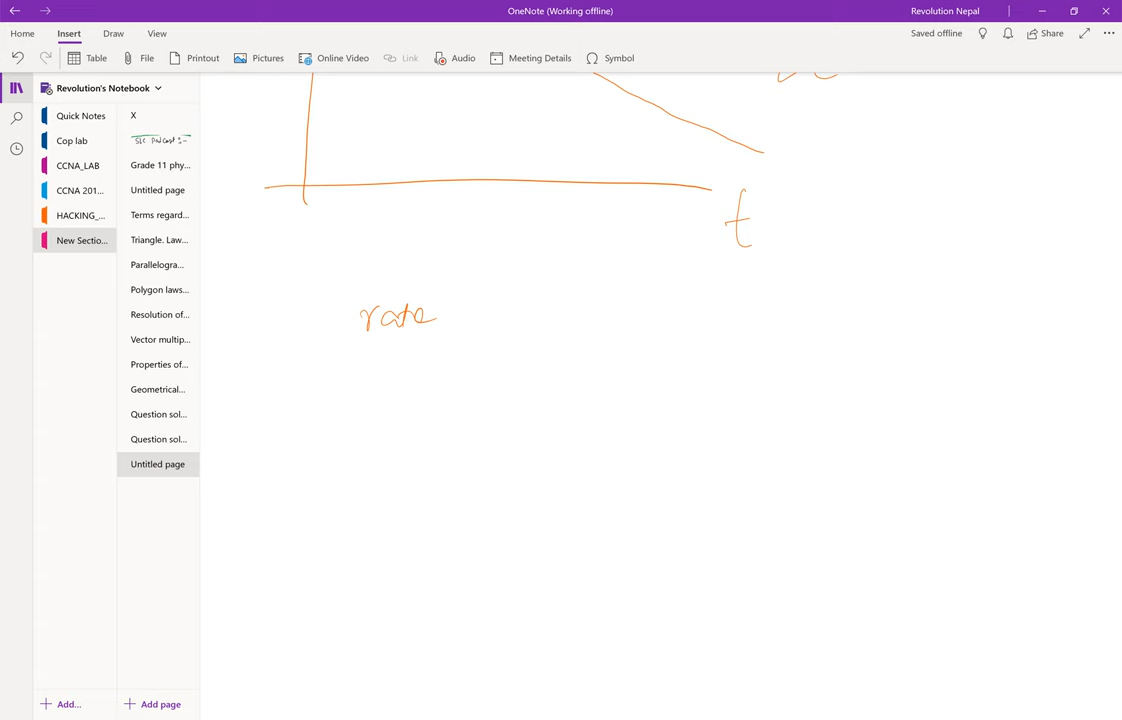 OneNote (Working offline)
Revolution Nepal
Home
Insert
Draw
View
Saved offline
Share
Table
File
Printout
Pictures
Online Video
Link
Audio
Meeting Details
Symbol
Revolution's Notebook
Quick Notes
Cop lab
CCNA_LAB
CCNA 201...
HACKING_...
New Sectio...
X
Grade 11 phy...
Untitled page
Terms regard...
Triangle. Law...
Parallelogra...
Polygon laws...
Resolution of...
Vector multip...
Properties of...
Geometrical...
Question sol...
Question sol...
Untitled page
Add...
Add page
t
rate